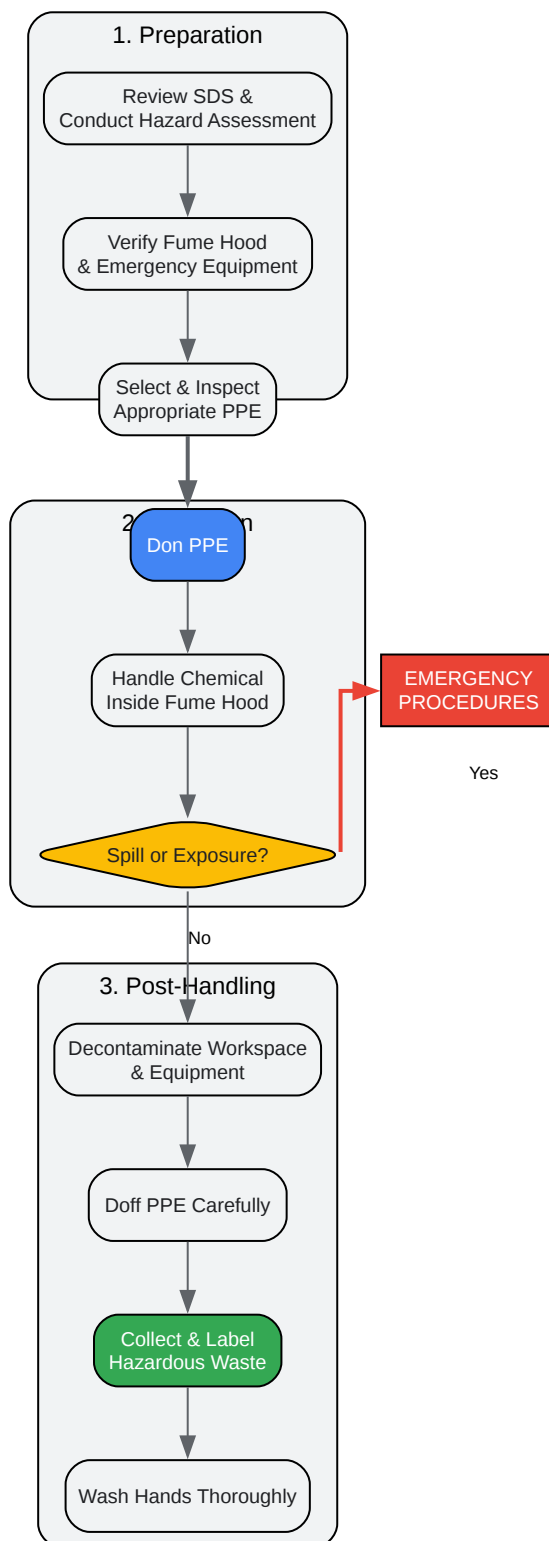 1. Preparation
Review SDS &
Conduct Hazard Assessment
Verify Fume Hood
& Emergency Equipment
Select & Inspect
Appropriate PPE
Don PPE
Handle Chemical
Inside Fume Hood
EMERGENCY
PROCEDURES
Yes
Spill or Exposure?
No
3. Post-Handling
Decontaminate Workspace
& Equipment
Doff PPE Carefully
Collect & Label
Hazardous Waste
Wash Hands Thoroughly